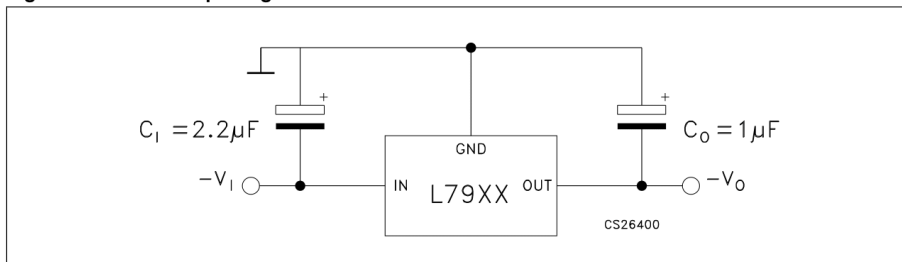 +
+
C_I = 2.2µF
C_O = 1µF
GND
-V_I
IN
L79XX
OUT
-V_O
CS26400